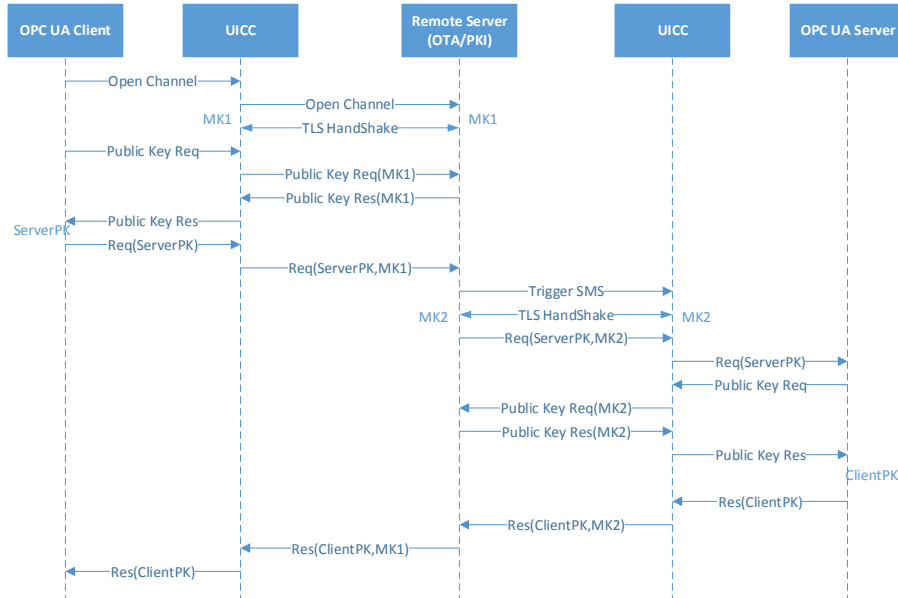 OPC UA Client
UICC
Remote Server
(OTA/PKI)
UICC
OPC UA Server
Open Channel
Open Channel
MK1
TLS HandShake
MK1
Public Key Req
Public Key Req(MK1)
Public Key Res(MK1)
Public Key Res
ServerPK
Req(ServerPK)
Req(ServerPK,MK1)
Trigger SMS
MK2
TLS HandShake
MK2
Req(ServerPK,MK2)
Req(ServerPK)
Public Key Req
Public Key Req(MK2)
Public Key Res(MK2)
Public Key Res
ClientPK
Res(ClientPK)
Res(ClientPK,MK2)
Res(ClientPK,MK1)
Res(ClientPK)